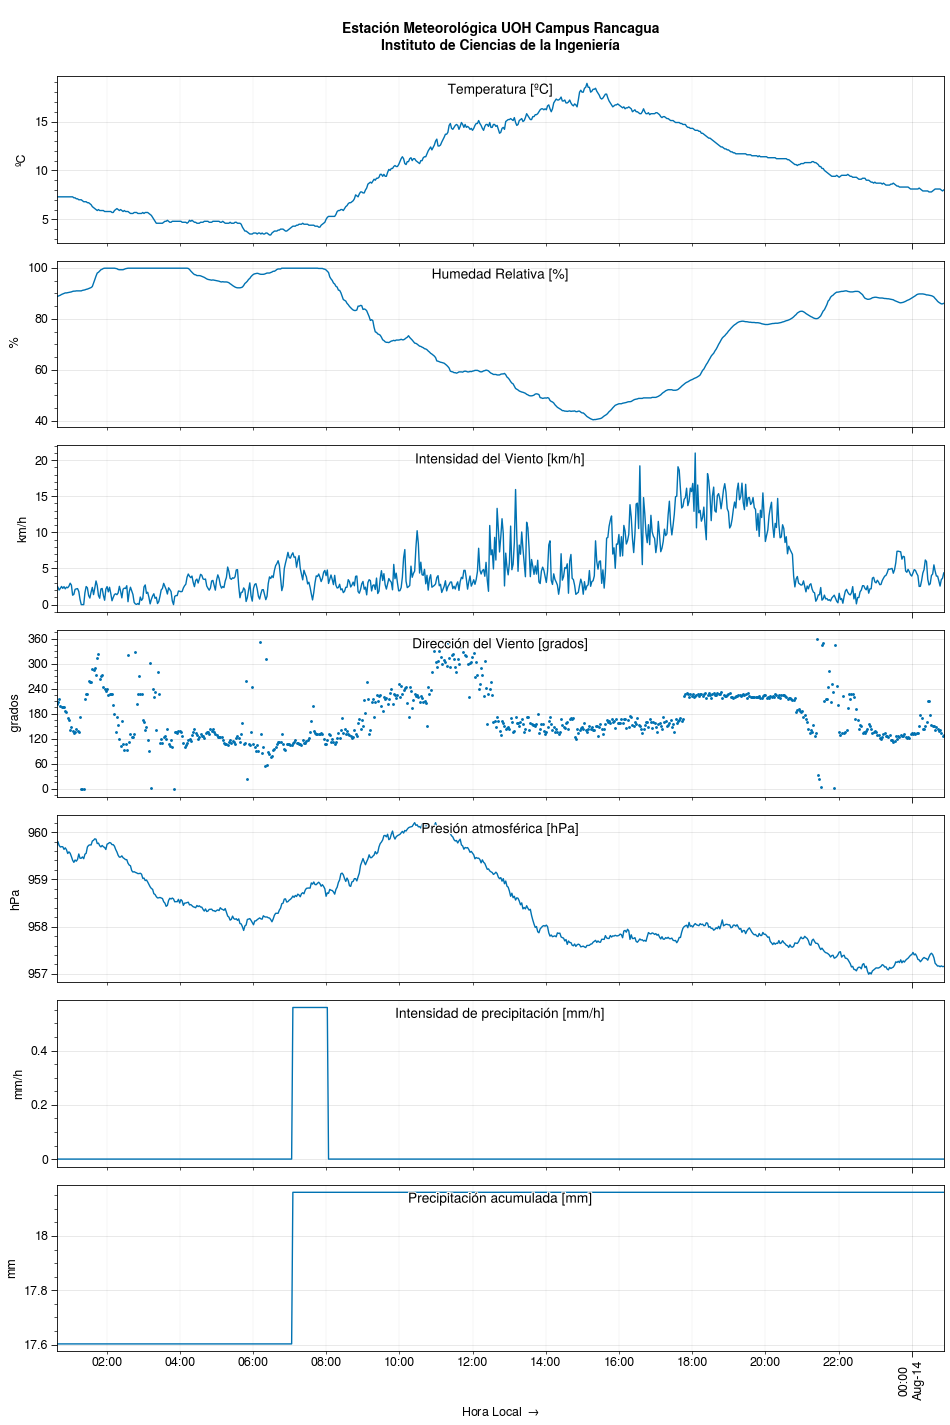 Estación Meteorológica UOH Campus Rancagua
Instituto de Ciencias de la Ingeniería
Temperatura [ºC]
ºC
15
10
5
Humedad Relativa [%]
%
100
80
60
40
Intensidad del Viento [km/h]
km/h
20
15
10
5
0
Dirección del Viento [grados]
grados
360
300
240
180
120
60
0
Presión atmosférica [hPa]
hPa
960
959
958
957
Intensidad de precipitación [mm/h]
mm/h
0.4
0.2
0
Precipitación acumulada [mm]
mm
18
17.8
17.6
02:00
04:00
06:00
08:00
10:00
12:00
14:00
16:00
18:00
20:00
22:00
00:00
Aug-14
Hora Local →